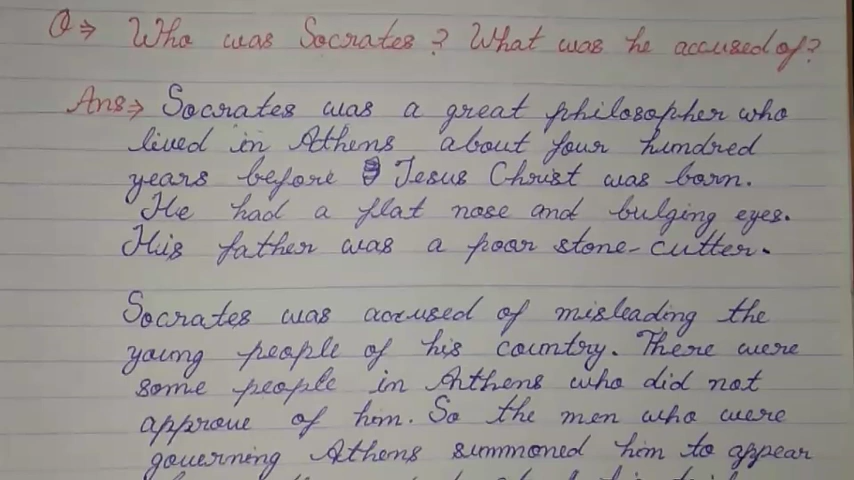 Q⇒ Who was Socrates? What was he accused of?
Ans⇒ Socrates was a great philosopher who
lived in Athens about four hundred
years before Jesus Christ was born.
He had a flat nose and bulging eyes.
His father was a poor stone-cutter.
Socrates was accused of misleading the
young people of his country. There were
some people in Athens who did not
approve of him. So the men who were
governing Athens summoned him to appear